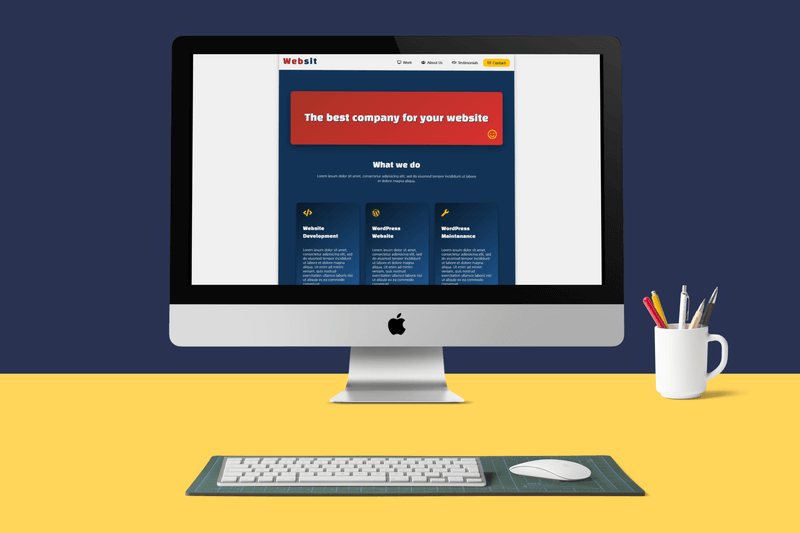 Websit
Work
About Us
Testimonials
Contact
The best company for your website
What we do
Lorem ipsum dolor sit amet, consectetur adipiscing elit, sed do eiusmod tempor incididunt ut labore
et dolore magna aliqua.
Website
Development
WordPress
Website
WordPress
Maintenance
Lorem ipsum dolor sit amet,
consectetur adipiscing elit,
sed do eiusmod tempor
incididunt ut labore et
dolore magna
aliqua. Ut enim ad minim
veniam, quis nostrud
exercitation ullamco laboris nisi
ut aliquip ex ea commodo
Lorem ipsum dolor sit amet,
consectetur adipiscing elit,
sed do eiusmod tempor
incididunt ut labore et
dolore magna
aliqua. Ut enim ad minim
veniam, quis nostrud
exercitation ullamco laboris nisi
ut aliquip ex ea commodo
Lorem ipsum dolor sit amet,
consectetur adipiscing elit,
sed do eiusmod tempor
incididunt ut labore et
dolore magna
aliqua. Ut enim ad minim
veniam, quis nostrud
exercitation ullamco laboris nisi
ut aliquip ex ea commodo